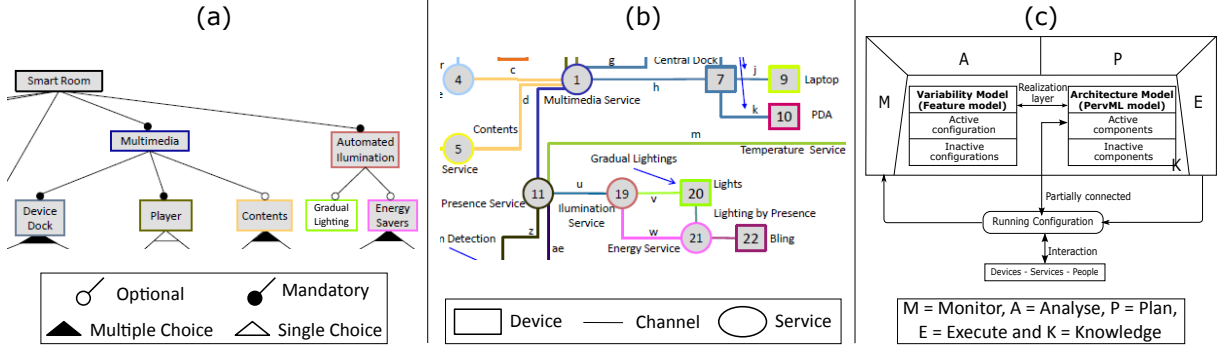 (a)
Smart Room
Multimedia
Automated
Ilumination
Device
Dock
Player
Contents
Gradual
Lighting
Energy
Savers
Optional
Mandatory
Multiple Choice
Single Choice
(b)
4
c
1
g
Central Dock
7
j
9
Laptop
Multimedia Service
h
d
k
10
PDA
Contents
5
Service
m
Temperature Service
Gradual Lightings
11
u
19
v
20
Lights
Presence Service
Ilumination
Service
Lighting by Presence
Detection
z
ae
w
Energy Service
21
22
Bling
Device
Channel
Service
(c)
A
P
M
E
K
Variability Model
(Feature model)
Active
configuration
Inactive
configurations
Realization
layer
Architecture Model
(PervML model)
Active
components
Inactive
components
Partially connected
Running Configuration
Interaction
Devices - Services - People
M = Monitor, A = Analyse, P = Plan,
E = Execute and K = Knowledge